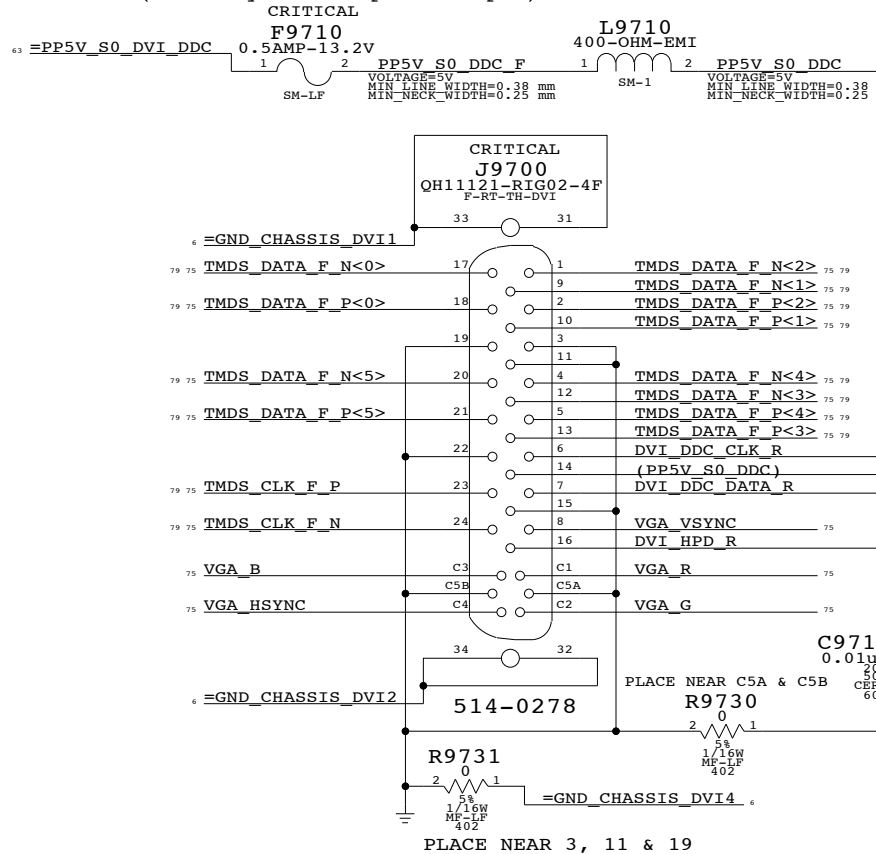 CRITICAL
F9710
0.5AMP-13.2V
63 =PP5V_S0_DVI_DDC
1 2
SM-LF
PP5V_S0_DDC_F
VOLTAGE=5V
MIN_LINE_WIDTH=0.38 mm
MIN_NECK_WIDTH=0.25 mm
L9710
400-OHM-EMI
1 2
SM-1
PP5V_S0_DDC
VOLTAGE=5V
MIN_LINE_WIDTH=0.38
MIN_NECK_WIDTH=0.25
CRITICAL
J9700
QH11121-RIG02-4F
F-RT-TH-DVI
33 31
6 =GND_CHASSIS_DVI1
79 75 TMDS_DATA_F_N<0> 17 1 TMDS_DATA_F_N<2> 75 79
9 TMDS_DATA_F_N<1> 75 79
79 75 TMDS_DATA_F_P<0> 18 2 TMDS_DATA_F_P<2> 75 79
10 TMDS_DATA_F_P<1> 75 79
19 3
11
79 75 TMDS_DATA_F_N<5> 20 4 TMDS_DATA_F_N<4> 75 79
12 TMDS_DATA_F_N<3> 75 79
79 75 TMDS_DATA_F_P<5> 21 5 TMDS_DATA_F_P<4> 75 79
13 TMDS_DATA_F_P<3> 75 79
22 6 DVI_DDC_CLK_R
14 (PP5V_S0_DDC)
79 75 TMDS_CLK_F_P 23 7 DVI_DDC_DATA_R
15
79 75 TMDS_CLK_F_N 24 8 VGA_VSYNC 75
16 DVI_HPD_R
75 VGA_B C3 C1 VGA_R 75
C5B C5A
75 VGA_HSYNC C4 C2 VGA_G 75
34 32
6 =GND_CHASSIS_DVI2
514-0278
C971
0.01u
PLACE NEAR C5A & C5B
R9730
0
2 1
5%
1/16W
MF-LF
402
R9731
0
2 1
5%
1/16W
MF-LF
402
=GND_CHASSIS_DVI4 6
PLACE NEAR 3, 11 & 19